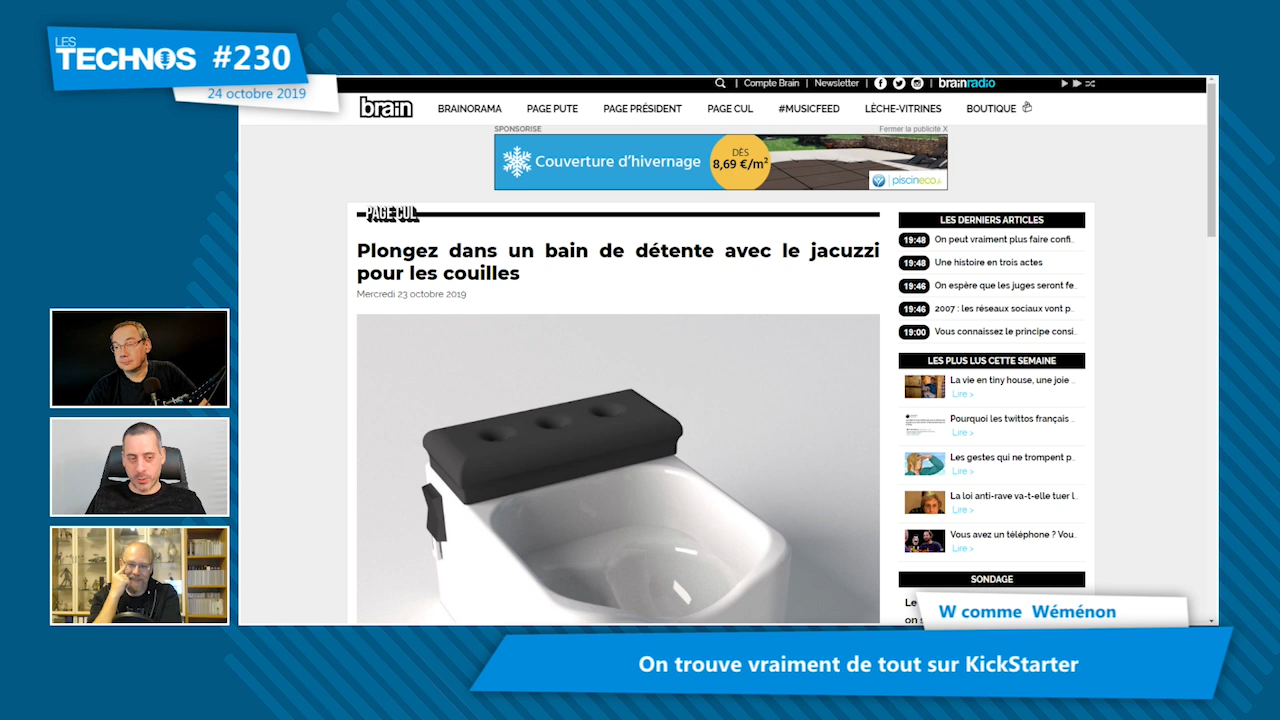 LES
TECHNOS #230
24 octobre 2019
Compte Brain | Newsletter | brainradio
brain
BRAINORAMA PAGE PUTE PAGE PRÉSIDENT PAGE CUL #MUSICFEED LÈCHE-VITRINES BOUTIQUE
SPONSORISÉ Fermer la publicité X
Couverture d'hivernage
DÈS
8,69 €/m²
piscineco
PAGE CUL
Plongez dans un bain de détente avec le jacuzzi
pour les couilles
Mercredi 23 octobre 2019
LES DERNIERS ARTICLES
19:48 On peut vraiment plus faire confi..
19:48 Une histoire en trois actes
19:46 On espère que les juges seront fe..
19:46 2007 : les réseaux sociaux vont p..
19:00 Vous connaissez le principe consi..
LES PLUS LUS CETTE SEMAINE
La vie en tiny house, une joie ..
Lire >
Pourquoi les twittos français ..
Lire >
Les gestes qui ne trompent p..
Lire >
La loi anti-rave va-t-elle tuer l..
Lire >
Vous avez un téléphone ? Vou..
Lire >
SONDAGE
Le
on s
W comme Wéménon
On trouve vraiment de tout sur KickStarter